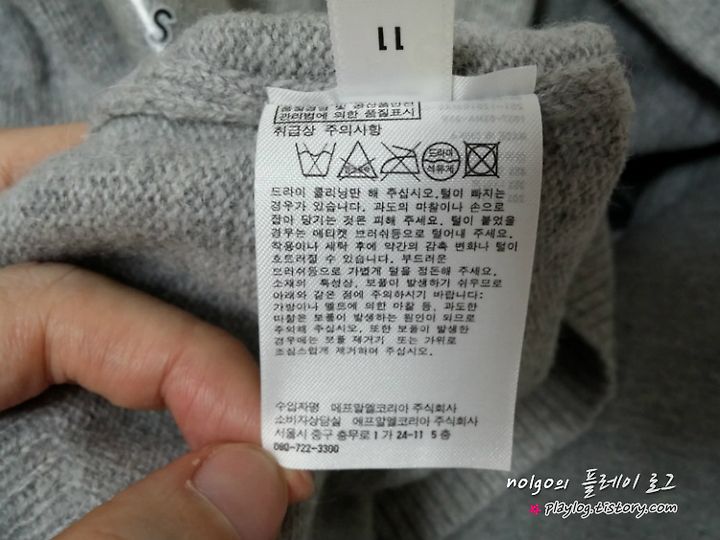 S
11
품질경영 및 공산품안전
관리법에 의한 품질표시
취급상 주의사항
드라이
석유계
드라이 클리닝만 해 주십시오.털이 빠지는
경우가 있습니다. 과도의 마찰이나 손으로
잡아 당기는 것은 피해 주세요. 털이 붙었을
경우는 에티켓 브러쉬등으로 털어내 주세요.
착용이나 세탁 후에 약간의 감촉 변화나 털이
흐트러질 수 있습니다. 부드러운
브러쉬등으로 가볍게 털을 정돈해 주세요.
소재의 특성상, 보풀이 발생하기 쉬우므로
아래와 같은 점에 주의하시기 바랍니다:
가방이나 벨트에 의한 마찰 등, 과도한
마찰은 보풀이 발생하는 원인이 되므로
주의해 주십시오. 또한 보풀이 발생한
경우에는 보풀 제거기 또는 가위로
조심스럽게 제거하여 주십시오.
수입자명 에프알엘코리아 주식회사
소비자상담실 에프알엘코리아 주식회사
서울시 중구 충무로 1 가 24-11 5 층
080-722-3300
nolgo의 플레이 로그
playlog.tistory.com